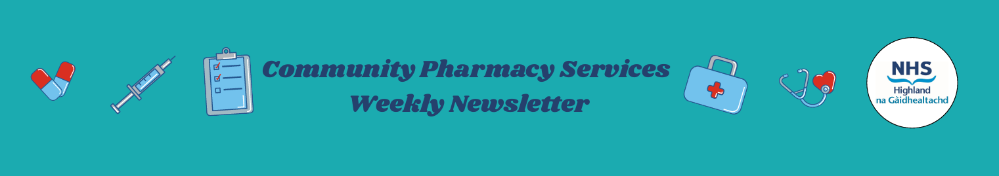 Community Pharmacy Services
Weekly Newsletter
NHS
Highland
na Gàidhealtachd